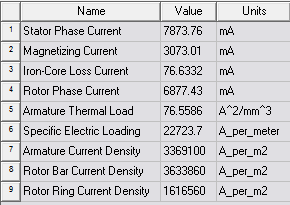 Name Value Units
1 Stator Phase Current 7873.76 mA
2 Magnetizing Current 3073.01 mA
3 Iron-Core Loss Current 76.6332 mA
4 Rotor Phase Current 6877.43 mA
5 Armature Thermal Load 76.5586 A^2/mm^3
6 Specific Electric Loading 22723.7 A_per_meter
7 Armature Current Density 3369100 A_per_m2
8 Rotor Bar Current Density 3633860 A_per_m2
9 Rotor Ring Current Density 1616560 A_per_m2